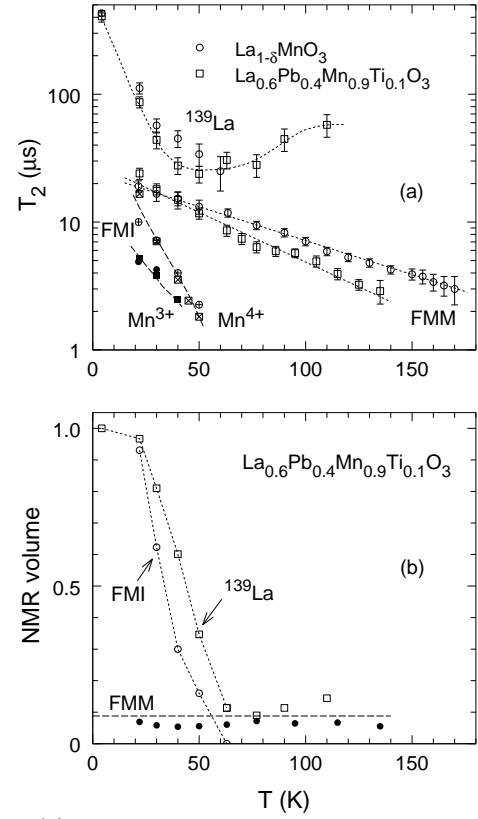 La₁₋δMnO₃
La₀.₆Pb₀.₄Mn₀.₉Ti₀.₁O₃
100
10
1
T₂ (μs)
¹³⁹La
(a)
FMI
Mn³⁺
Mn⁴⁺
FMM
0 50 100 150
1.0
0.5
0
NMR volume
La₀.₆Pb₀.₄Mn₀.₉Ti₀.₁O₃
(b)
FMI
¹³⁹La
FMM
0 50 100 150
T (K)